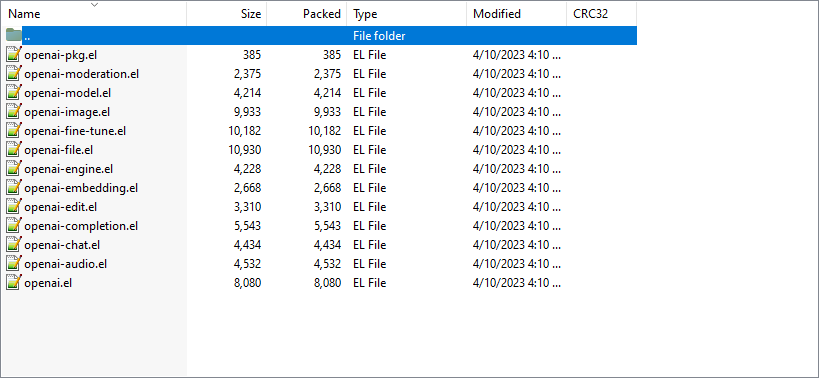 Name Size Packed Type Modified CRC32
.. File folder
openai-pkg.el 385 385 EL File 4/10/2023 4:10 ...
openai-moderation.el 2,375 2,375 EL File 4/10/2023 4:10 ...
openai-model.el 4,214 4,214 EL File 4/10/2023 4:10 ...
openai-image.el 9,933 9,933 EL File 4/10/2023 4:10 ...
openai-fine-tune.el 10,182 10,182 EL File 4/10/2023 4:10 ...
openai-file.el 10,930 10,930 EL File 4/10/2023 4:10 ...
openai-engine.el 4,228 4,228 EL File 4/10/2023 4:10 ...
openai-embedding.el 2,668 2,668 EL File 4/10/2023 4:10 ...
openai-edit.el 3,310 3,310 EL File 4/10/2023 4:10 ...
openai-completion.el 5,543 5,543 EL File 4/10/2023 4:10 ...
openai-chat.el 4,434 4,434 EL File 4/10/2023 4:10 ...
openai-audio.el 4,532 4,532 EL File 4/10/2023 4:10 ...
openai.el 8,080 8,080 EL File 4/10/2023 4:10 ...